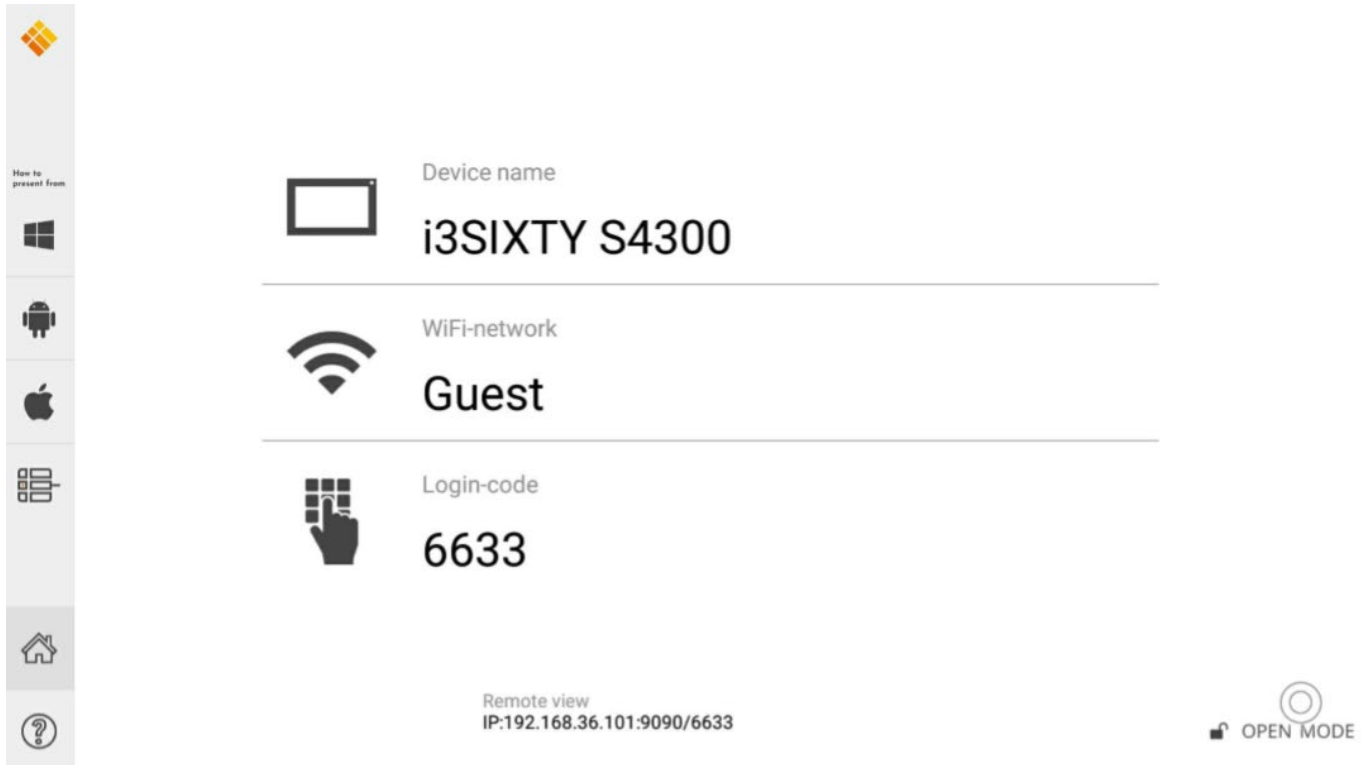 How to
present from
Device name
i3SIXTY S4300
WiFi-network
Guest
Login-code
6633
Remote view
IP:192.168.36.101:9090/6633
OPEN MODE